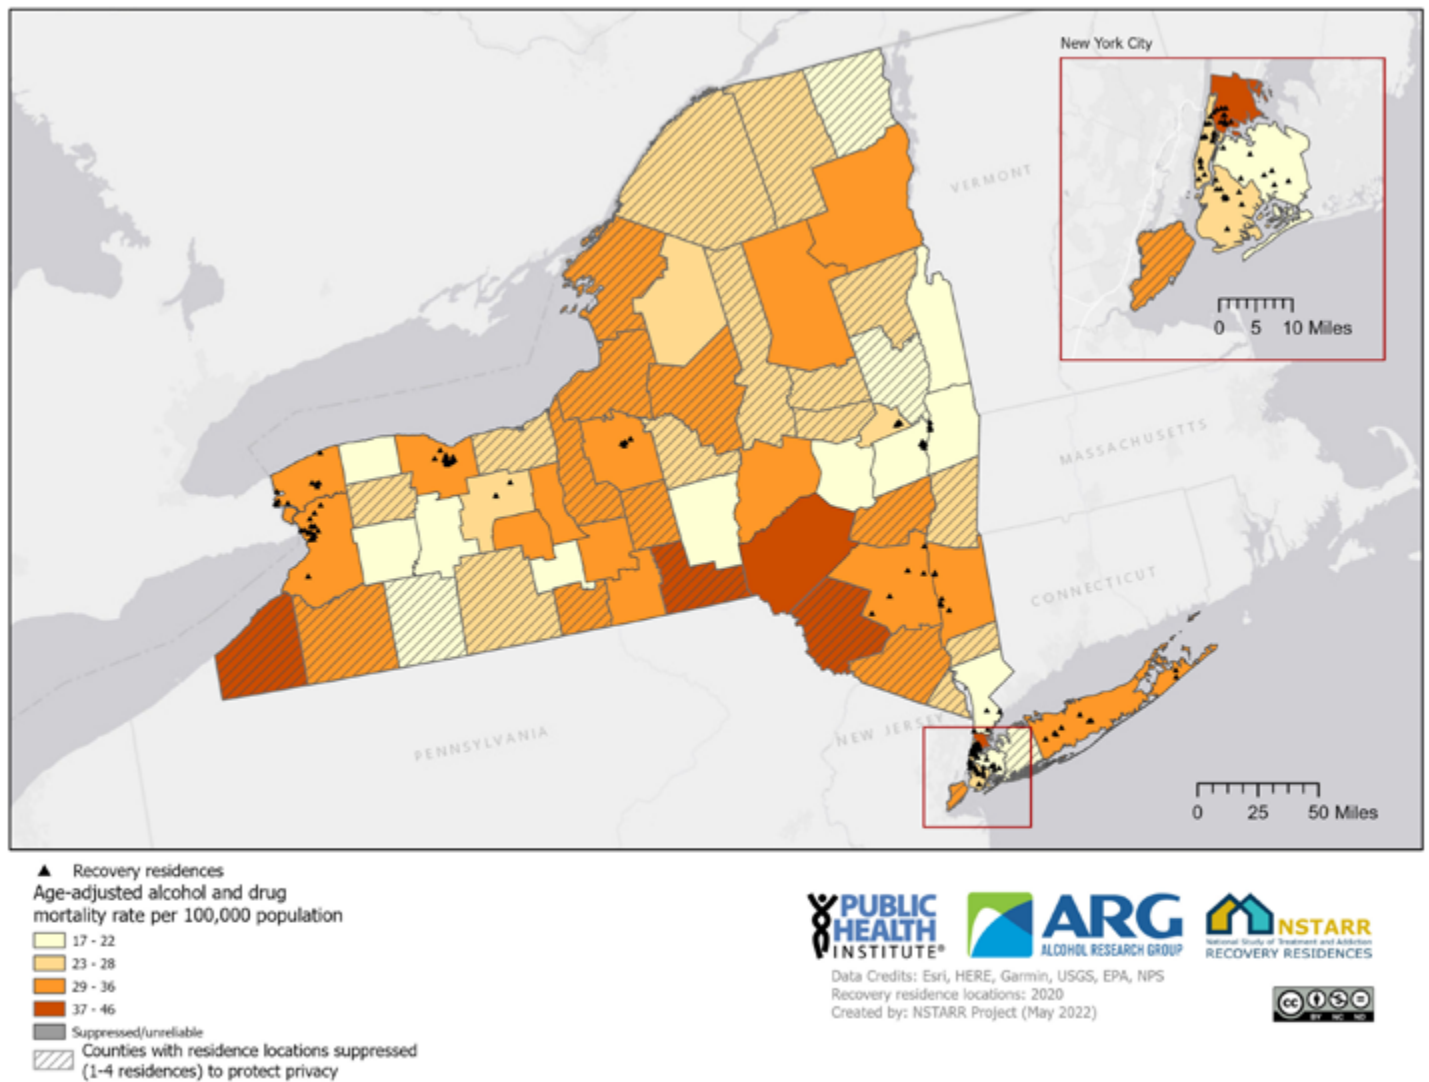 New York City
VERMONT
0 5 10 Miles
MASSACHUSETTS
CONNECTICUT
PENNSYLVANIA
NEW JERSEY
0 25 50 Miles
Recovery residences
Age-adjusted alcohol and drug
mortality rate per 100,000 population
17 - 22
23 - 28
29 - 36
37 - 46
Suppressed/unreliable
Counties with residence locations suppressed
(1-4 residences) to protect privacy
PUBLIC
HEALTH
INSTITUTE®
ARG
ALCOHOL RESEARCH GROUP
NSTARR
National Study of Treatment and Addiction
RECOVERY RESIDENCES
Data Credits: Esri, HERE, Garmin, USGS, EPA, NPS
Recovery residence locations: 2020
Created by: NSTARR Project (May 2022)
cc
BY NC ND